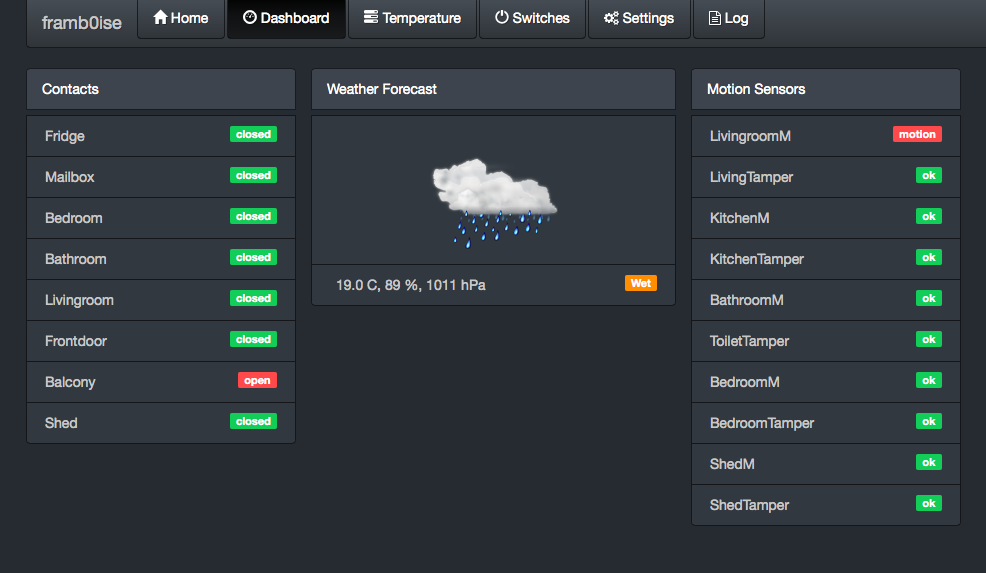 framb0ise
Home
Dashboard
Temperature
Switches
Settings
Log
Contacts
Fridge closed
Mailbox closed
Bedroom closed
Bathroom closed
Livingroom closed
Frontdoor closed
Balcony open
Shed closed
Weather Forecast
19.0 C, 89 %, 1011 hPa Wet
Motion Sensors
LivingroomM motion
LivingTamper ok
KitchenM ok
KitchenTamper ok
BathroomM ok
ToiletTamper ok
BedroomM ok
BedroomTamper ok
ShedM ok
ShedTamper ok